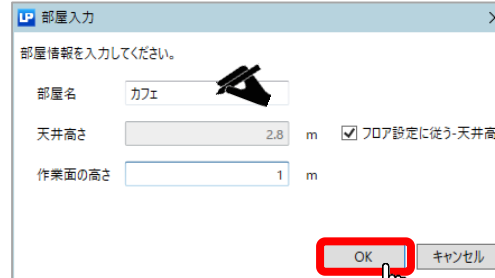 LP 部屋入力
部屋情報を入力してください。
部屋名 カフェ
天井高さ 2.8 m フロア設定に従う-天井高
作業面の高さ 1 m
OK キャンセル